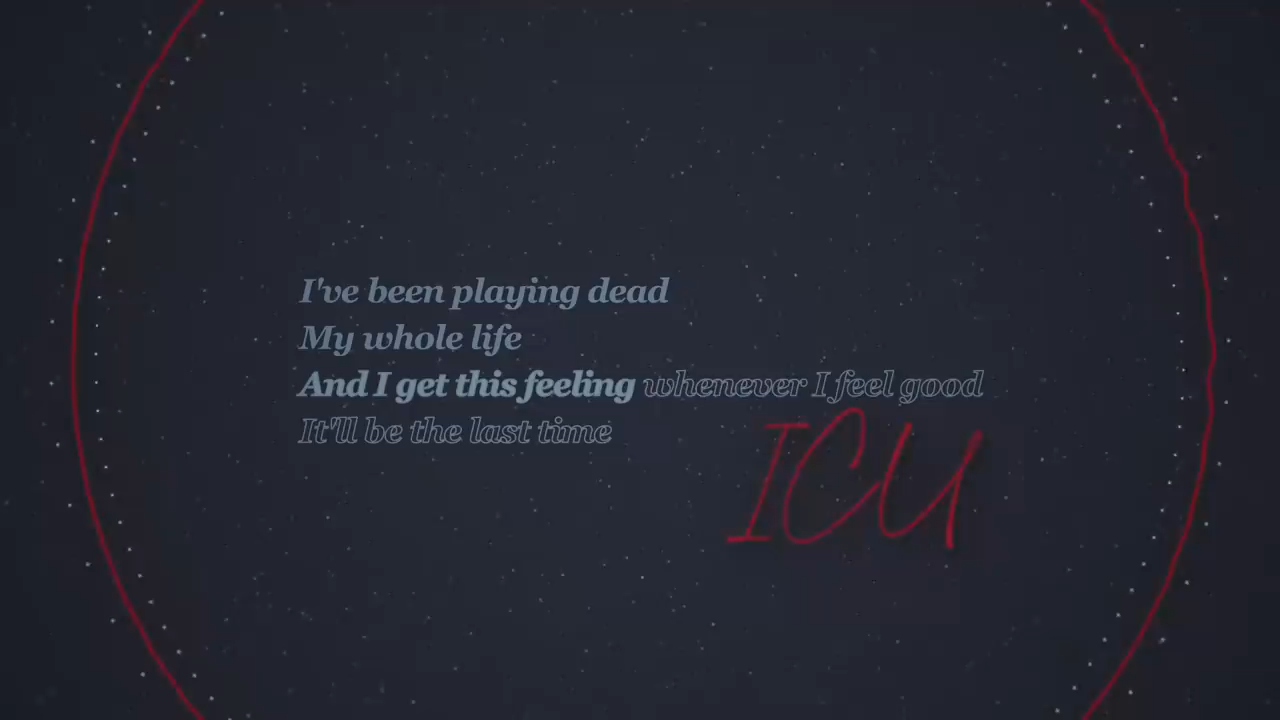 I've been playing dead
My whole life
And I get this feeling whenever I feel good
It'll be the last time
ICU